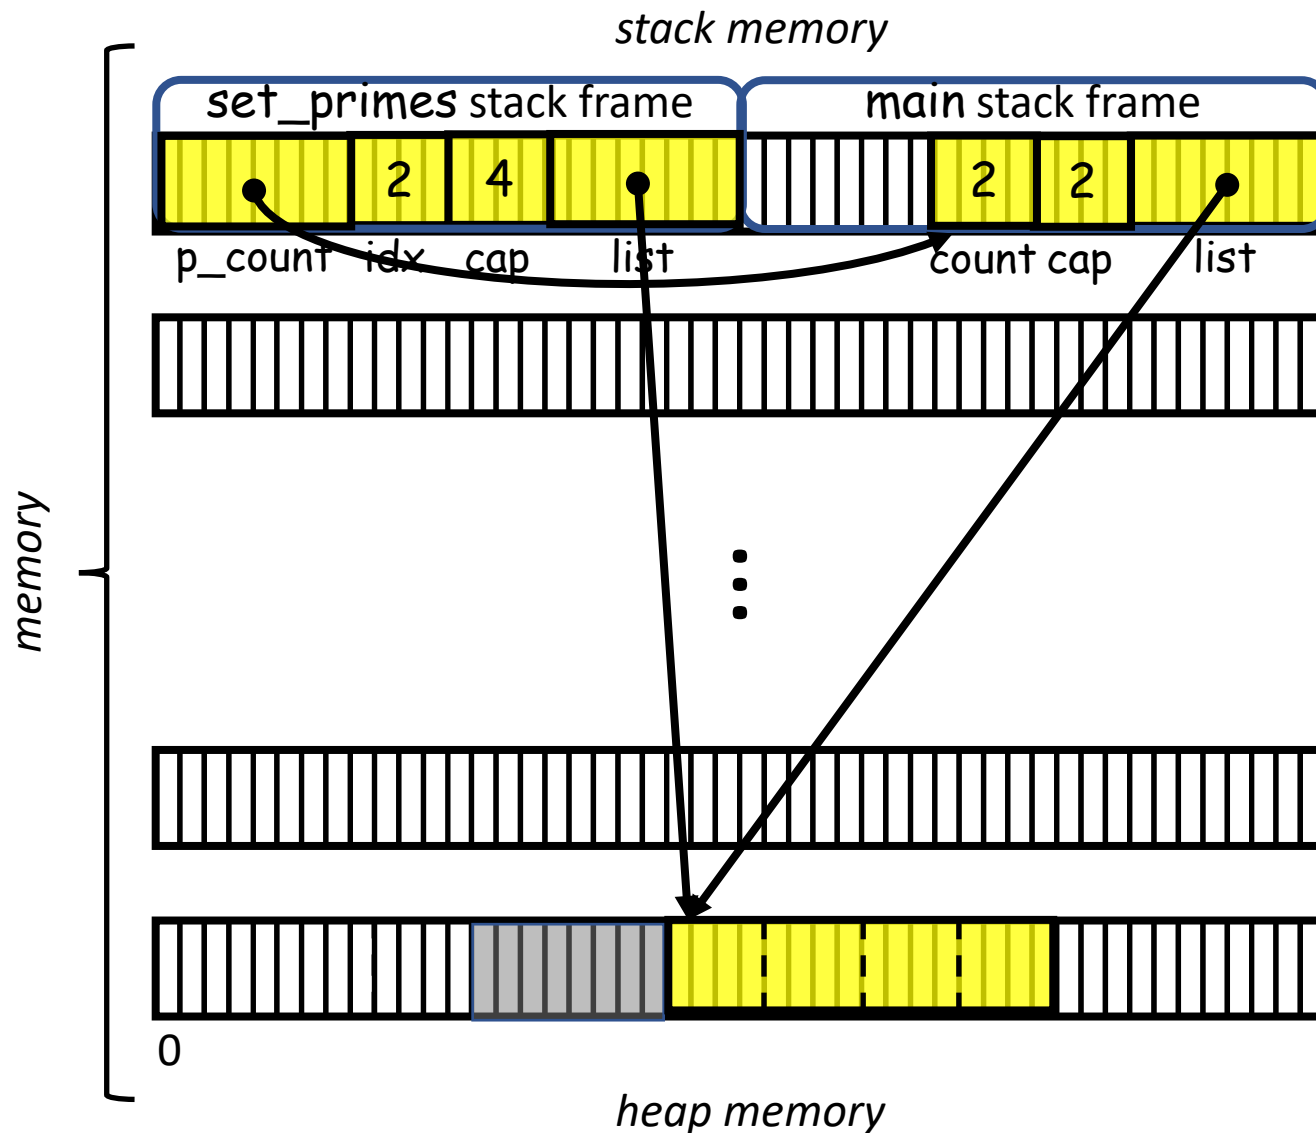 stack memory
set_primes stack frame
main stack frame
2
4
2
2
p_count
idx
cap
list
count
cap
list
memory
0
heap memory